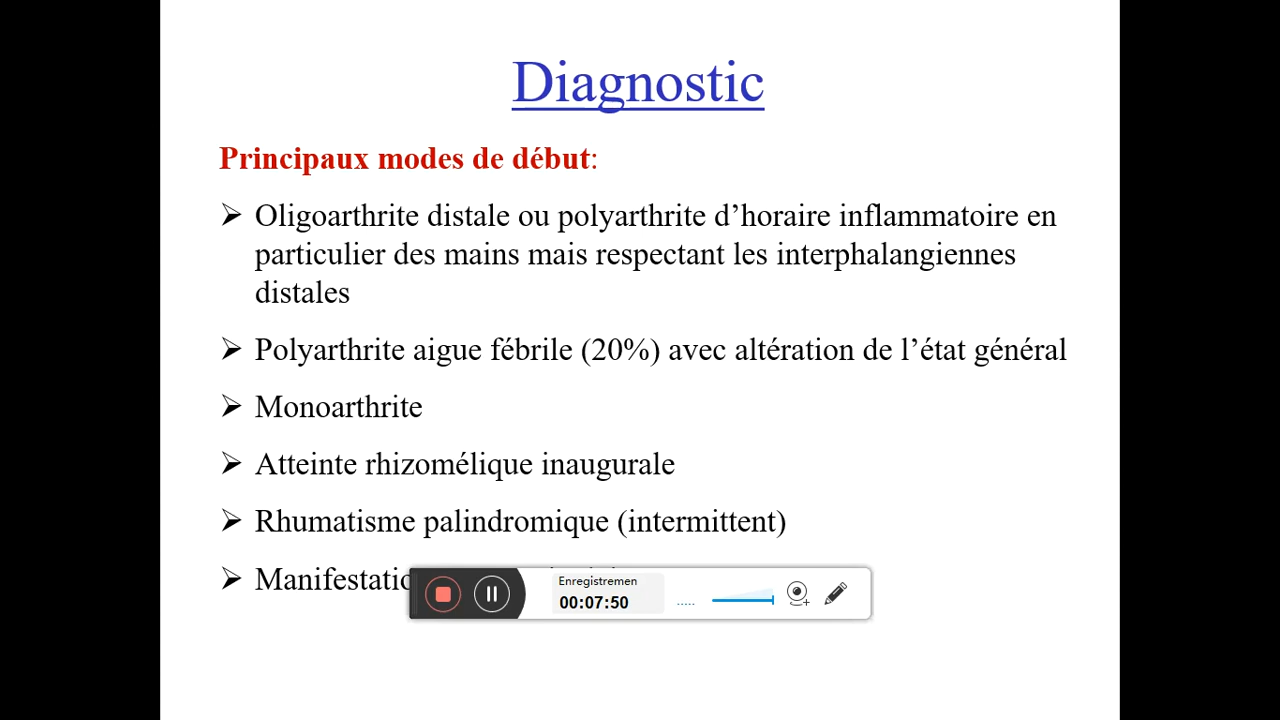 Diagnostic
Principaux modes de début:
➢ Oligoarthrite distale ou polyarthrite d’horaire inflammatoire en
particulier des mains mais respectant les interphalangiennes
distales
➢ Polyarthrite aigue fébrile (20%) avec altération de l’état général
➢ Monoarthrite
➢ Atteinte rhizomélique inaugurale
➢ Rhumatisme palindromique (intermittent)
➢
Enregistremen
00:07:50